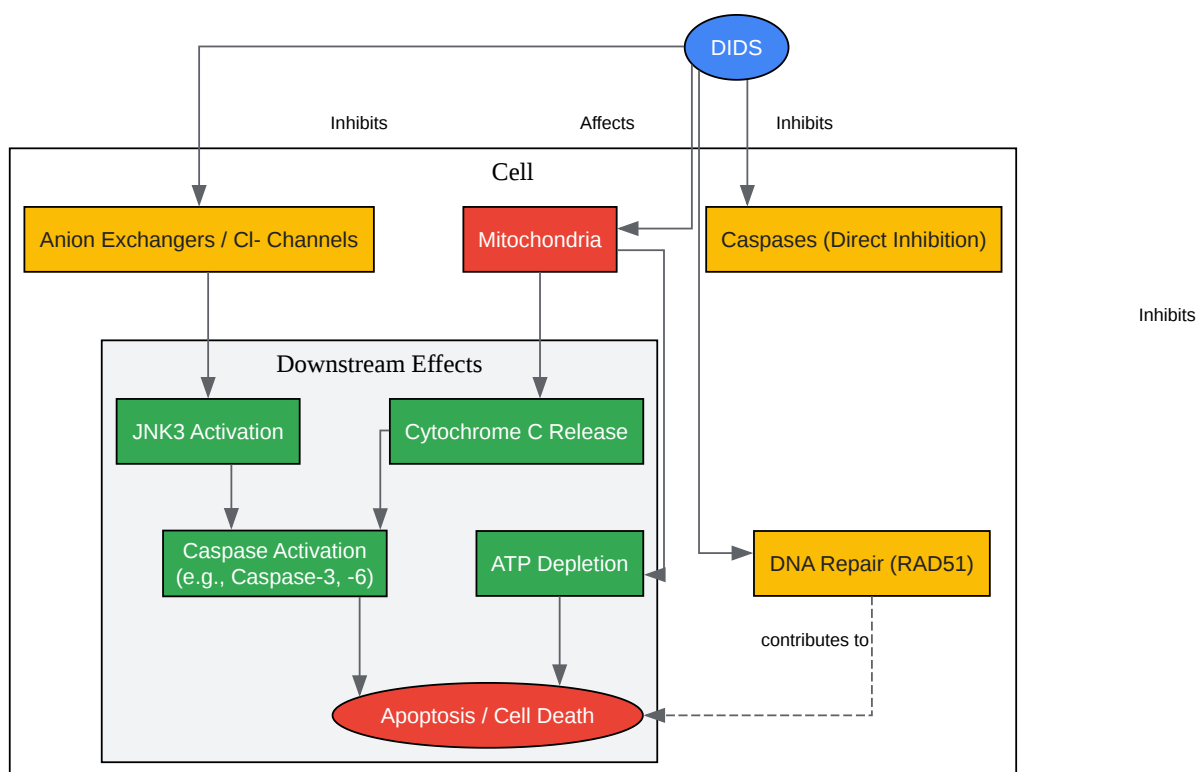 DIDS
Inhibits
Affects
Inhibits
Cell
Anion Exchangers / Cl- Channels
Mitochondria
Caspases (Direct Inhibition)
Inhibits
Downstream Effects
JNK3 Activation
Cytochrome C Release
Caspase Activation
(e.g., Caspase-3, -6)
ATP Depletion
DNA Repair (RAD51)
contributes to
Apoptosis / Cell Death